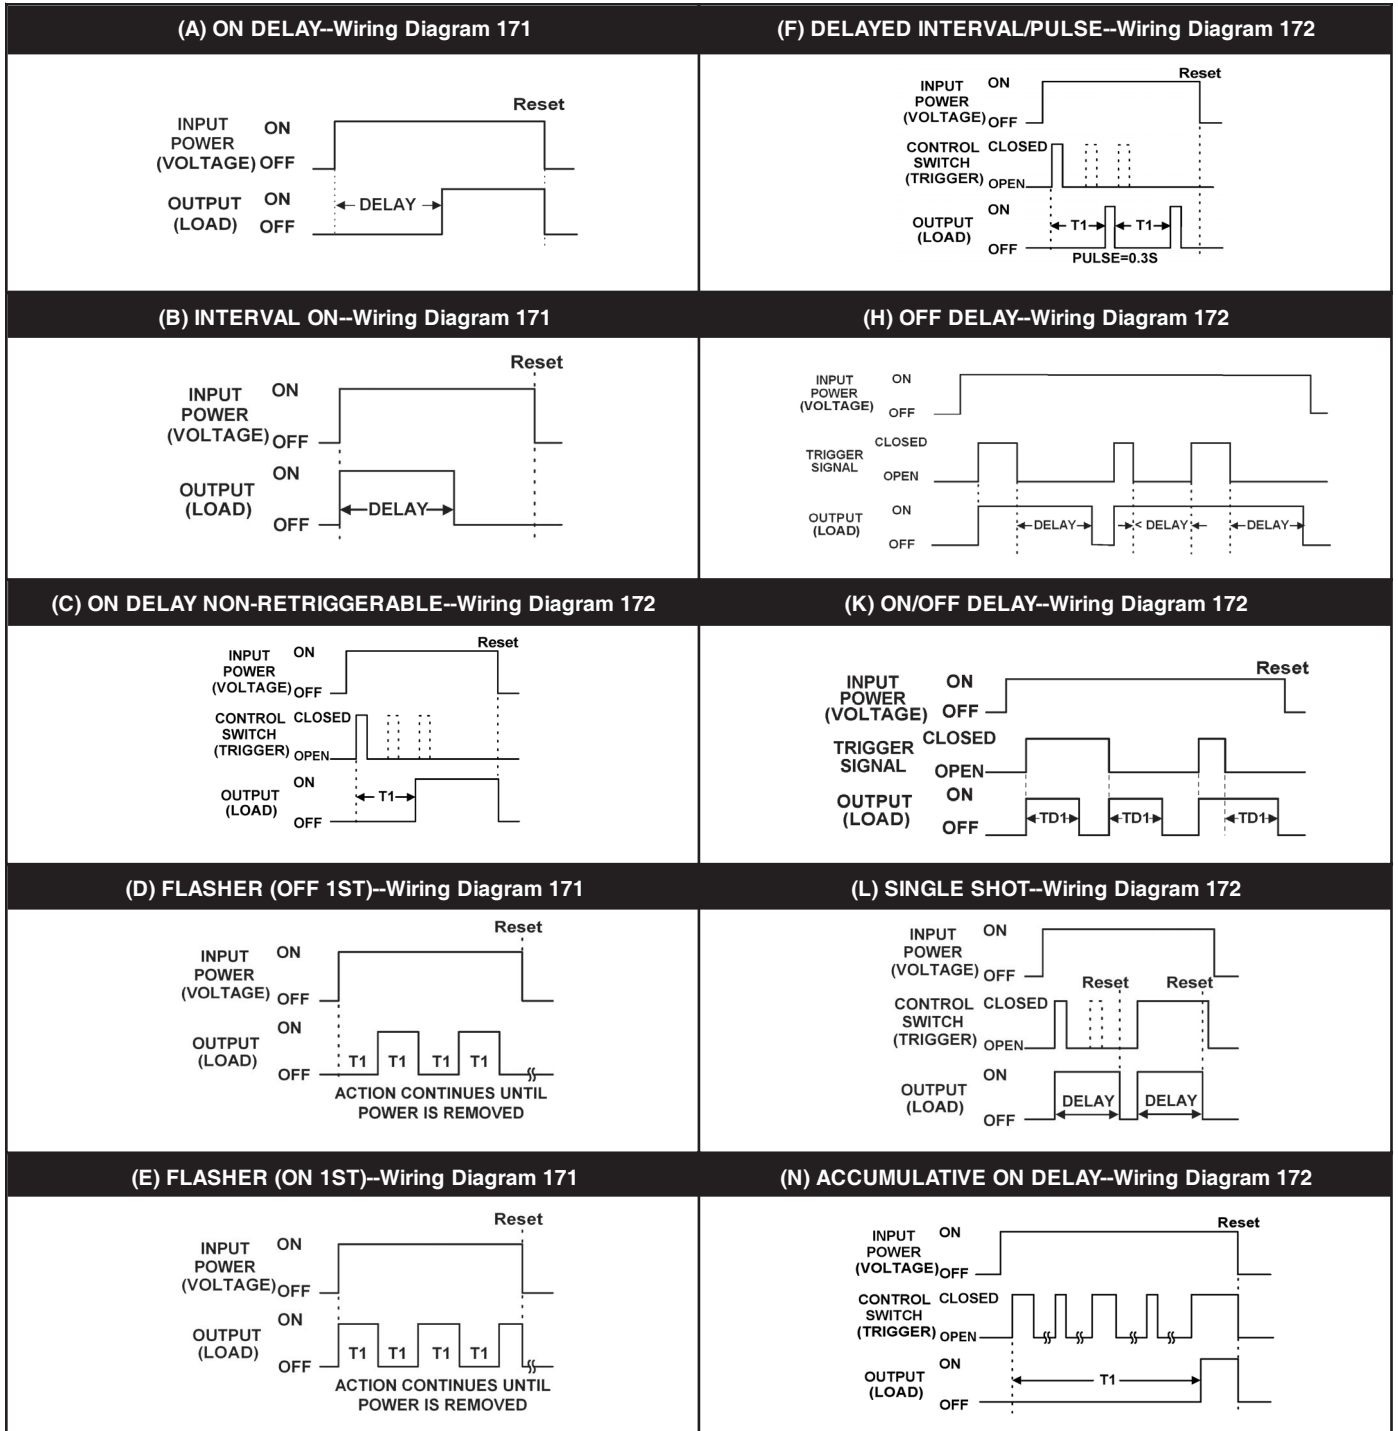 (A) ON DELAY--Wiring Diagram 171
Reset
INPUT
POWER
(VOLTAGE)
ON
OFF
OUTPUT
(LOAD)
ON
OFF
DELAY
(F) DELAYED INTERVAL/PULSE--Wiring Diagram 172
Reset
INPUT
POWER
(VOLTAGE)
ON
OFF
CONTROL
SWITCH
(TRIGGER)
CLOSED
OPEN
OUTPUT
(LOAD)
ON
OFF
T1
T1
PULSE=0.3S
(B) INTERVAL ON--Wiring Diagram 171
Reset
INPUT
POWER
(VOLTAGE)
ON
OFF
OUTPUT
(LOAD)
ON
OFF
DELAY
(H) OFF DELAY--Wiring Diagram 172
INPUT
POWER
(VOLTAGE)
ON
OFF
TRIGGER
SIGNAL
CLOSED
OPEN
OUTPUT
(LOAD)
ON
OFF
DELAY
< DELAY
DELAY
(C) ON DELAY NON-RETRIGGERABLE--Wiring Diagram 172
Reset
INPUT
POWER
(VOLTAGE)
ON
OFF
CONTROL
SWITCH
(TRIGGER)
CLOSED
OPEN
OUTPUT
(LOAD)
ON
OFF
T1
(K) ON/OFF DELAY--Wiring Diagram 172
Reset
INPUT
POWER
(VOLTAGE)
ON
OFF
TRIGGER
SIGNAL
CLOSED
OPEN
OUTPUT
(LOAD)
ON
OFF
TD1
TD1
TD1
(D) FLASHER (OFF 1ST)--Wiring Diagram 171
Reset
INPUT
POWER
(VOLTAGE)
ON
OFF
OUTPUT
(LOAD)
ON
OFF
T1
T1
T1
T1
ACTION CONTINUES UNTIL
POWER IS REMOVED
(L) SINGLE SHOT--Wiring Diagram 172
INPUT
POWER
(VOLTAGE)
ON
OFF
Reset
Reset
CONTROL
SWITCH
(TRIGGER)
CLOSED
OPEN
OUTPUT
(LOAD)
ON
OFF
DELAY
DELAY
(E) FLASHER (ON 1ST)--Wiring Diagram 171
Reset
INPUT
POWER
(VOLTAGE)
ON
OFF
OUTPUT
(LOAD)
ON
OFF
T1
T1
T1
T1
ACTION CONTINUES UNTIL
POWER IS REMOVED
(N) ACCUMULATIVE ON DELAY--Wiring Diagram 172
Reset
INPUT
POWER
(VOLTAGE)
ON
OFF
CONTROL
SWITCH
(TRIGGER)
CLOSED
OPEN
OUTPUT
(LOAD)
ON
OFF
T1